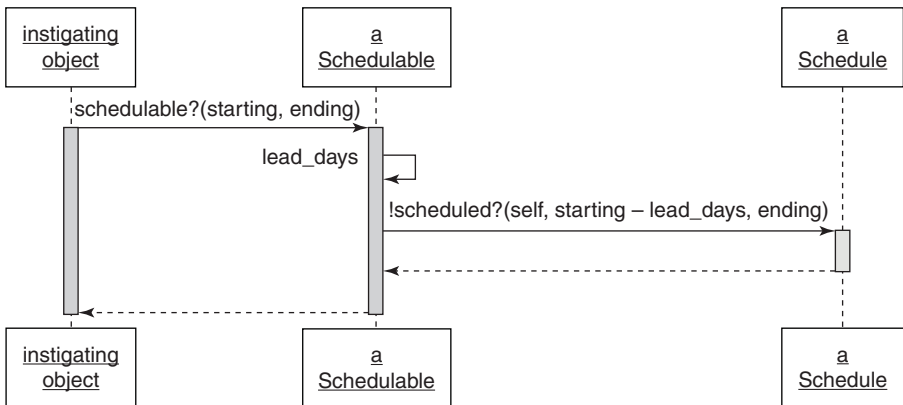 instigating
object
a
Schedulable
a
Schedule
schedulable?(starting, ending)
lead_days
!scheduled?(self, starting – lead_days, ending)
instigating
object
a
Schedulable
a
Schedule